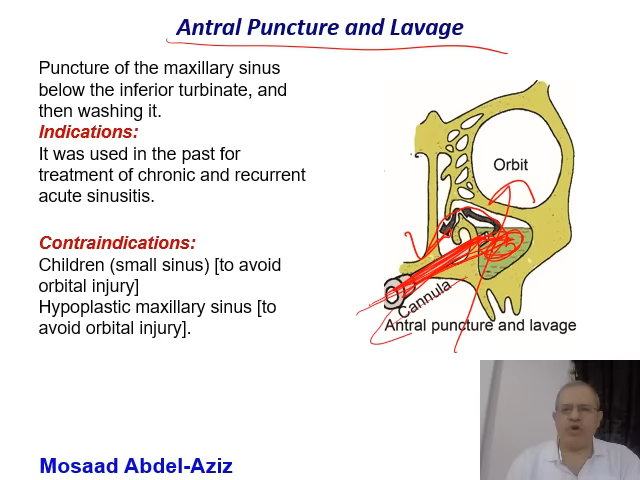 Antral Puncture and Lavage
Puncture of the maxillary sinus
below the inferior turbinate, and
then washing it.
Indications:
It was used in the past for
treatment of chronic and recurrent
acute sinusitis.
Contraindications:
Children (small sinus) [to avoid
orbital injury]
Hypoplastic maxillary sinus [to
avoid orbital injury].
Orbit
Cannula
Antral puncture and lavage
Mosaad Abdel-Aziz